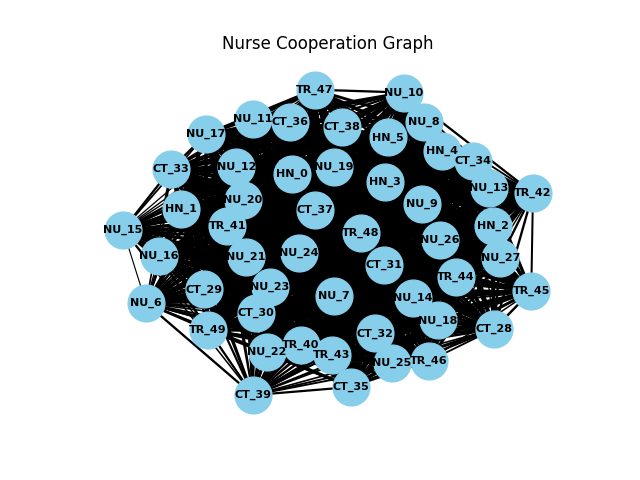 Nurse Cooperation Graph
TR_47
NU_10
NU_11
CT_36
CT_38
NU_8
NU_17
HN_5
HN_4
CT_33
NU_12
HN_0
NU_19
CT_34
HN_3
NU_13
TR_42
NU_20
HN_1
CT_37
NU_9
NU_15
TR_41
TR_48
HN_2
NU_26
NU_16
NU_21
NU_24
CT_31
NU_27
TR_44
NU_6
CT_29
NU_23
NU_7
NU_14
TR_45
CT_30
TR_49
CT_32
NU_18
CT_28
NU_22
TR_40
TR_43
NU_25
TR_46
CT_39
CT_35